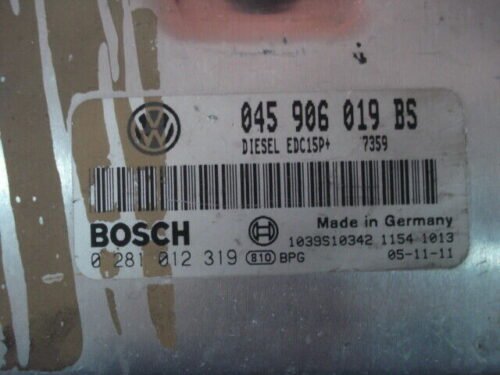 045 906 019 BS
DIESEL EDC15P+ 7359
BOSCH
Made in Germany
1039S10342 1154 1013
0 281 012 319 810 BPG
05-11-11